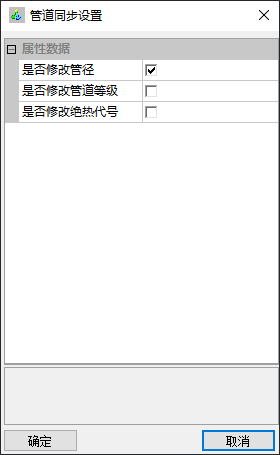 管道同步设置
属性数据
是否修改管径
是否修改管道等级
是否修改绝热代号
确定 取消